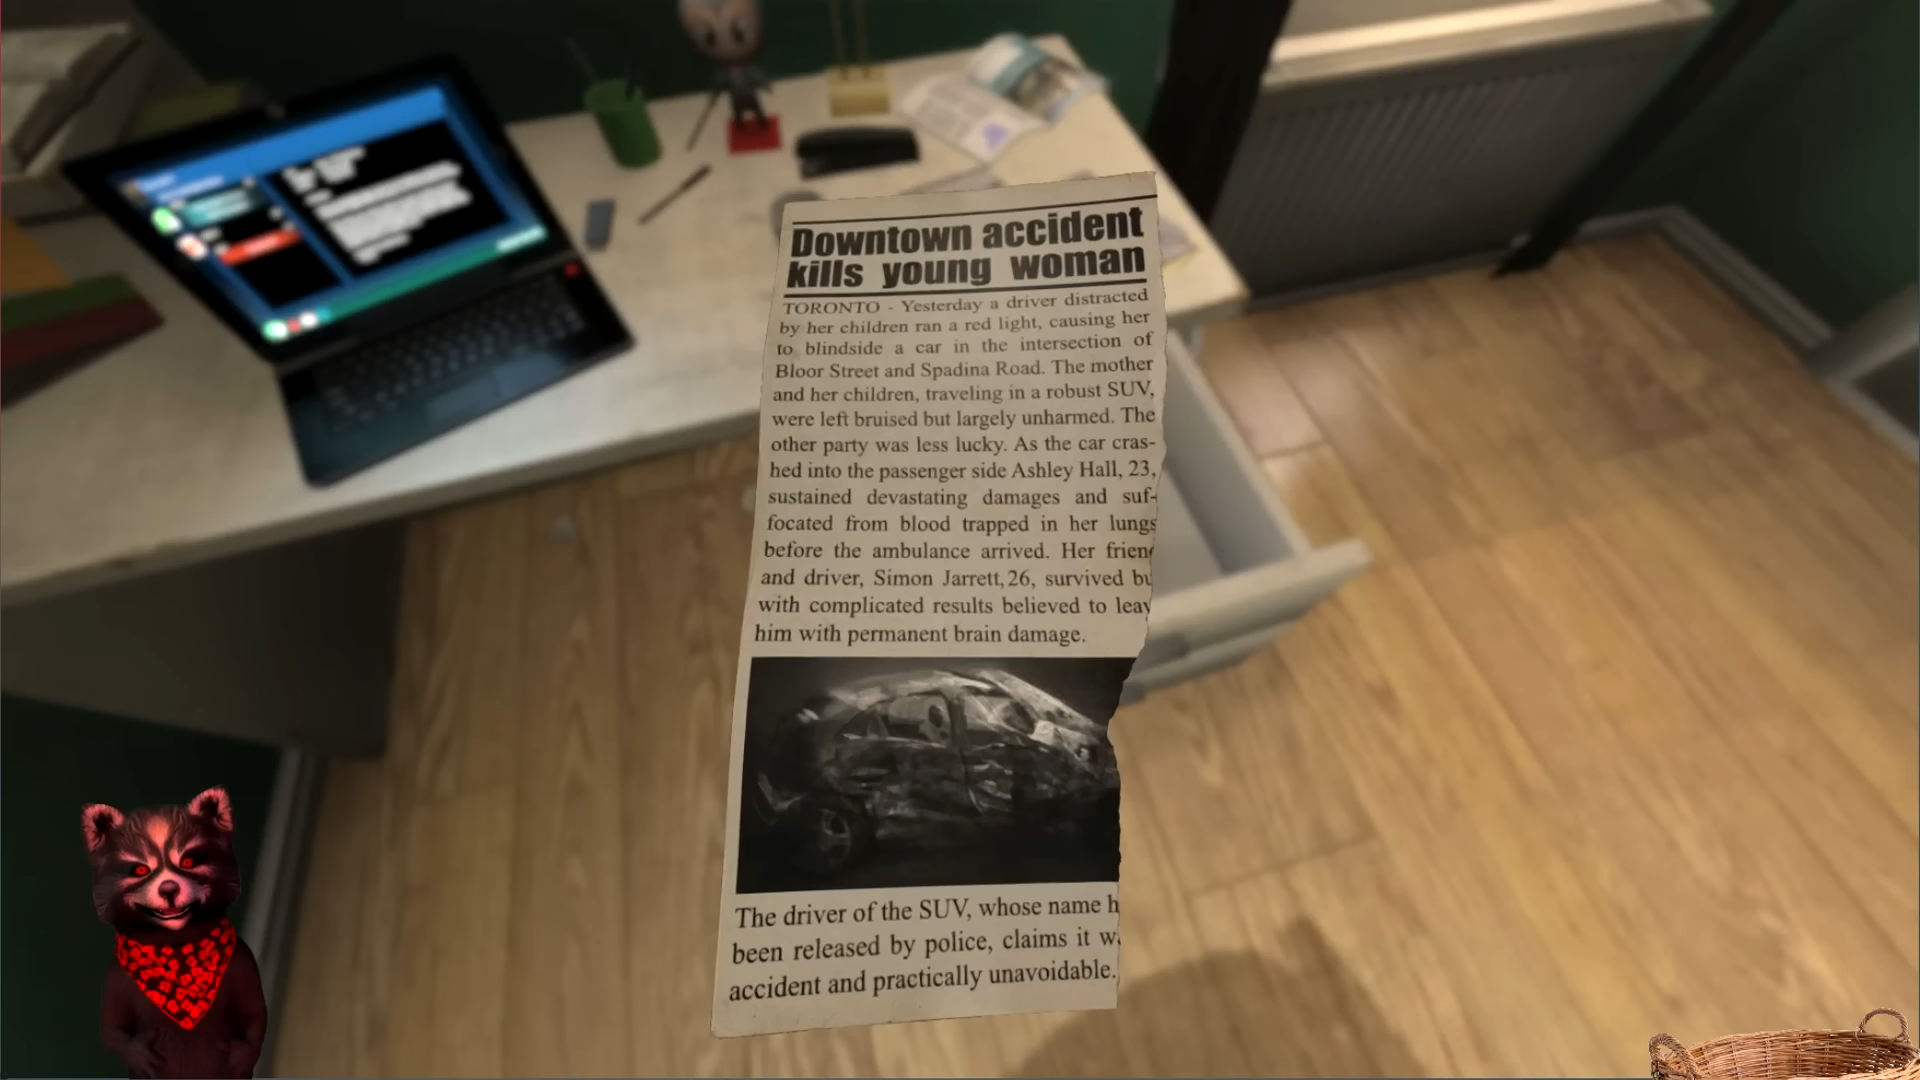 Downtown accident
kills young woman
TORONTO - Yesterday a driver distracted
by her children ran a red light, causing her
to blindside a car in the intersection of
Bloor Street and Spadina Road. The mother
and her children, traveling in a robust SUV,
were left bruised but largely unharmed. The
other party was less lucky. As the car cras-
hed into the passenger side Ashley Hall, 23,
sustained devastating damages and suf-
focated from blood trapped in her lungs
before the ambulance arrived. Her frien
and driver, Simon Jarrett, 26, survived bu
with complicated results believed to leav
him with permanent brain damage.
The driver of the SUV, whose name h
been released by police, claims it w
accident and practically unavoidable.